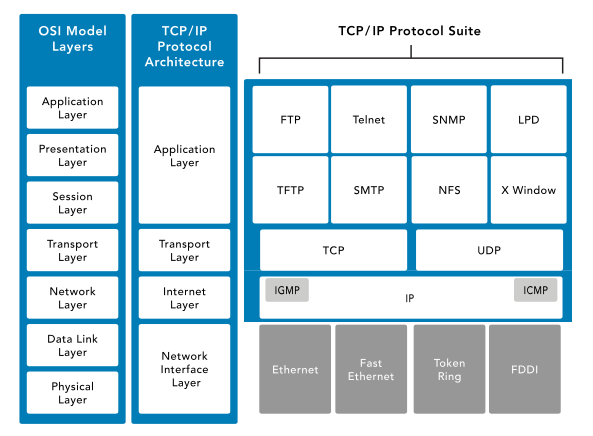 OSI Model
Layers
TCP/IP
Protocol
Architecture
TCP/IP Protocol Suite
Application
Layer
Presentation
Layer
Session
Layer
Transport
Layer
Network
Layer
Data Link
Layer
Physical
Layer
Application
Layer
Transport
Layer
Internet
Layer
Network
Interface
Layer
FTP
Telnet
SNMP
LPD
TFTP
SMTP
NFS
X Window
TCP
UDP
IGMP
IP
ICMP
Ethernet
Fast
Ethernet
Token
Ring
FDDI